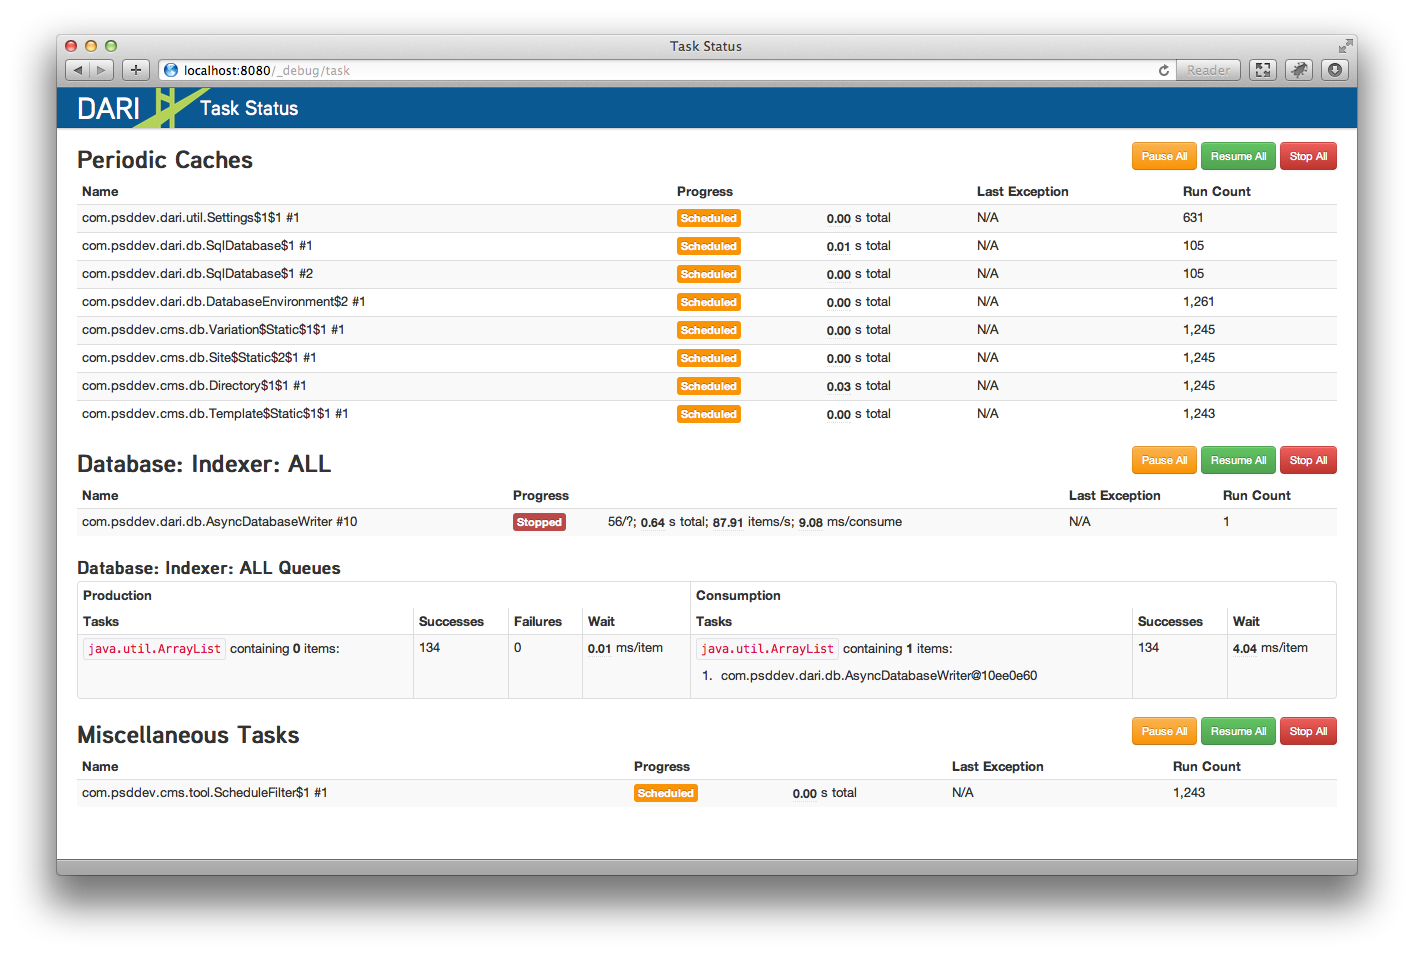 Task Status
localhost:8080/_debug/task
Reader
DARI Task Status
Periodic Caches
Pause All Resume All Stop All
Name Progress Last Exception Run Count
com.psddev.dari.util.Settings$1$1 #1 Scheduled 0.00 s total N/A 631
com.psddev.dari.db.SqlDatabase$1 #1 Scheduled 0.01 s total N/A 105
com.psddev.dari.db.SqlDatabase$1 #2 Scheduled 0.00 s total N/A 105
com.psddev.dari.db.DatabaseEnvironment$2 #1 Scheduled 0.00 s total N/A 1,261
com.psddev.cms.db.Variation$Static$1$1 #1 Scheduled 0.00 s total N/A 1,245
com.psddev.cms.db.Site$Static$2$1 #1 Scheduled 0.00 s total N/A 1,245
com.psddev.cms.db.Directory$1$1 #1 Scheduled 0.03 s total N/A 1,245
com.psddev.cms.db.Template$Static$1$1 #1 Scheduled 0.00 s total N/A 1,243
Database: Indexer: ALL
Pause All Resume All Stop All
Name Progress Last Exception Run Count
com.psddev.dari.db.AsyncDatabaseWriter #10 Stopped 56/?; 0.64 s total; 87.91 items/s; 9.08 ms/consume N/A 1
Database: Indexer: ALL Queues
Production Consumption
Tasks Successes Failures Wait Tasks Successes Wait
java.util.ArrayList containing 0 items: 134 0 0.01 ms/item java.util.ArrayList containing 1 items: 134 4.04 ms/item
1. com.psddev.dari.db.AsyncDatabaseWriter@10ee0e60
Miscellaneous Tasks
Pause All Resume All Stop All
Name Progress Last Exception Run Count
com.psddev.cms.tool.ScheduleFilter$1 #1 Scheduled 0.00 s total N/A 1,243